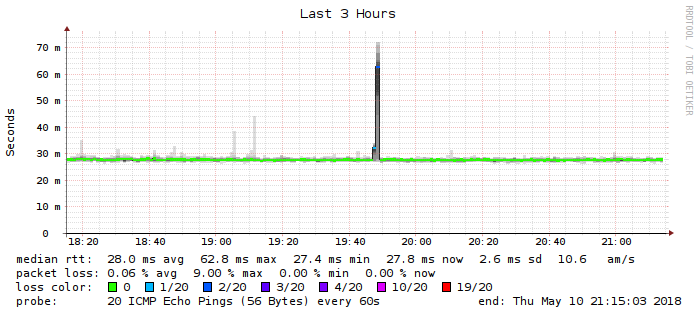 Last 3 Hours
RRDTOOL / TOBI OETIKER
Seconds
70 m
60 m
50 m
40 m
30 m
20 m
10 m
0
18:20 18:40 19:00 19:20 19:40 20:00 20:20 20:40 21:00
median rtt: 28.0 ms avg 62.8 ms max 27.4 ms min 27.8 ms now 2.6 ms sd 10.6 am/s
packet loss: 0.06 % avg 9.00 % max 0.00 % min 0.00 % now
loss color: 0 1/20 2/20 3/20 4/20 10/20 19/20
probe: 20 ICMP Echo Pings (56 Bytes) every 60s end: Thu May 10 21:15:03 2018